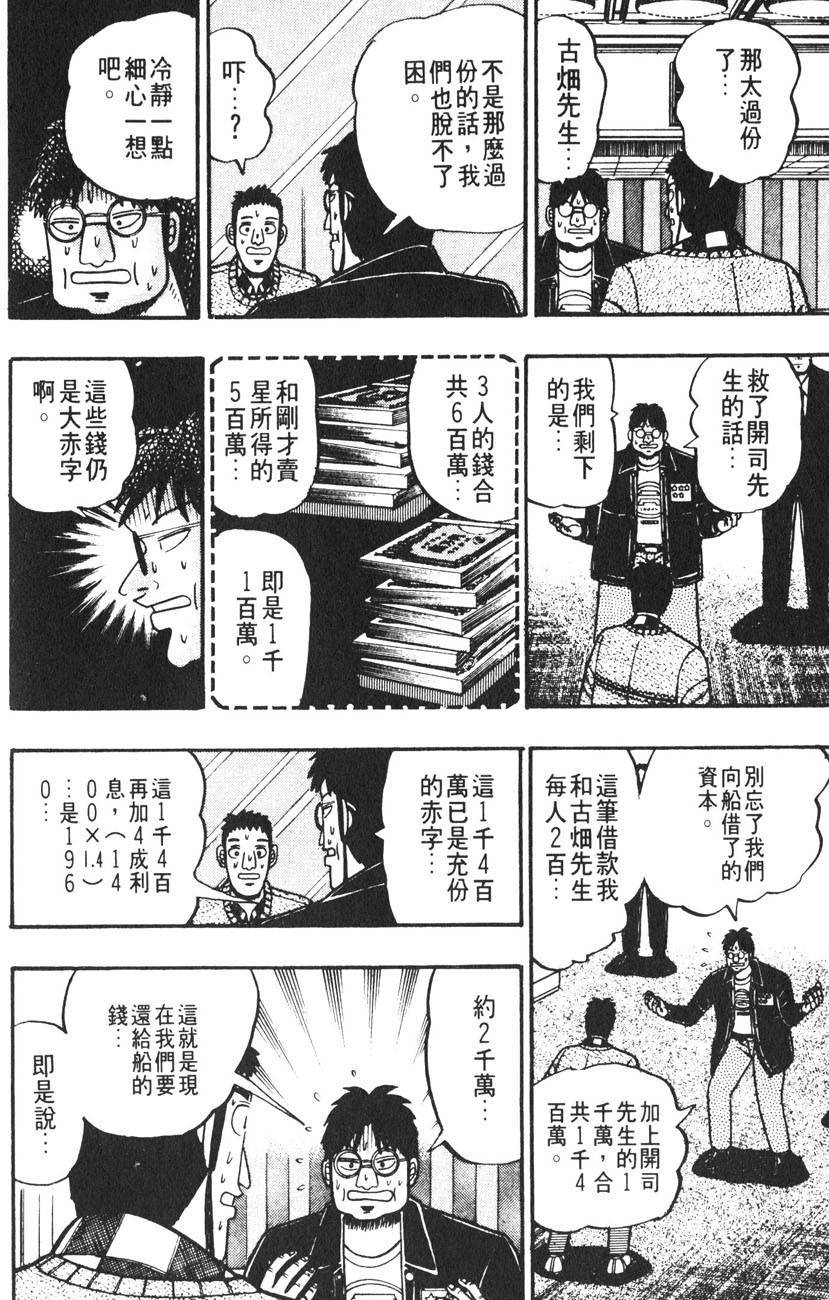 那太過份
了…
古畑先生…
不是那麼過
份的話，我
們也脫不了
困。
吓…？
冷靜一點
細心一想
吧。
救了開司先
生的話…
我們剩下
的是…
3人的錢合
共6百萬…
和剛才賣
星所得的
5百萬…
即是1千
1百萬。
這些錢仍
是大赤字
啊。
別忘了我們
向船借了的
資本。
這筆借款我
和古畑先生
每人2百…
加上開司
先生的1
千萬，合
共1千4
百萬。
這1千4百
萬已是充份
的赤字…
這1千4百
再加4成利
息，（14
00×1.4）
…是196
0…
約2千萬…
這就是現
在我們要
還給船的
錢…
即是說…